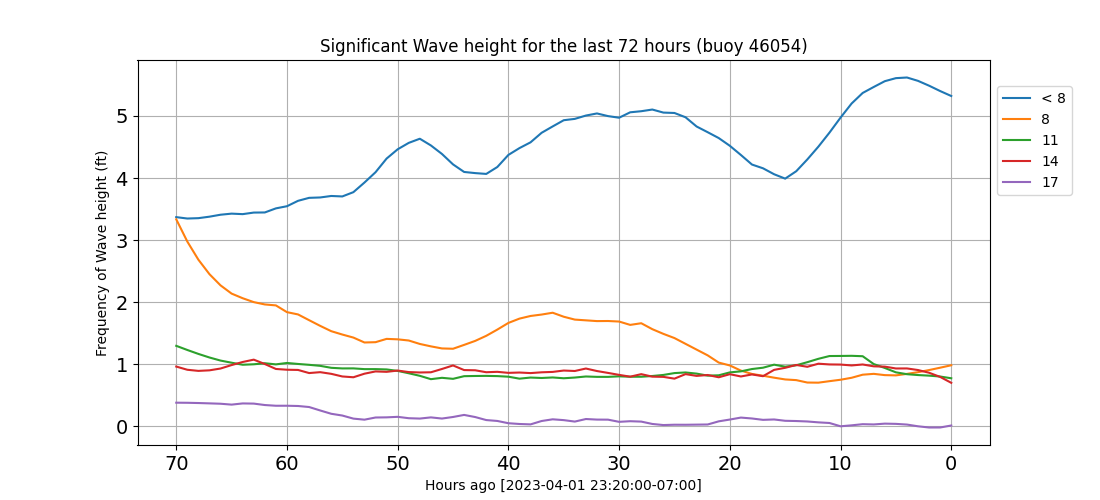 Significant Wave height for the last 72 hours (buoy 46054)
Frequency of Wave height (ft)
5
4
3
2
1
0
70 60 50 40 30 20 10 0
Hours ago [2023-04-01 23:20:00-07:00]
< 8
8
11
14
17